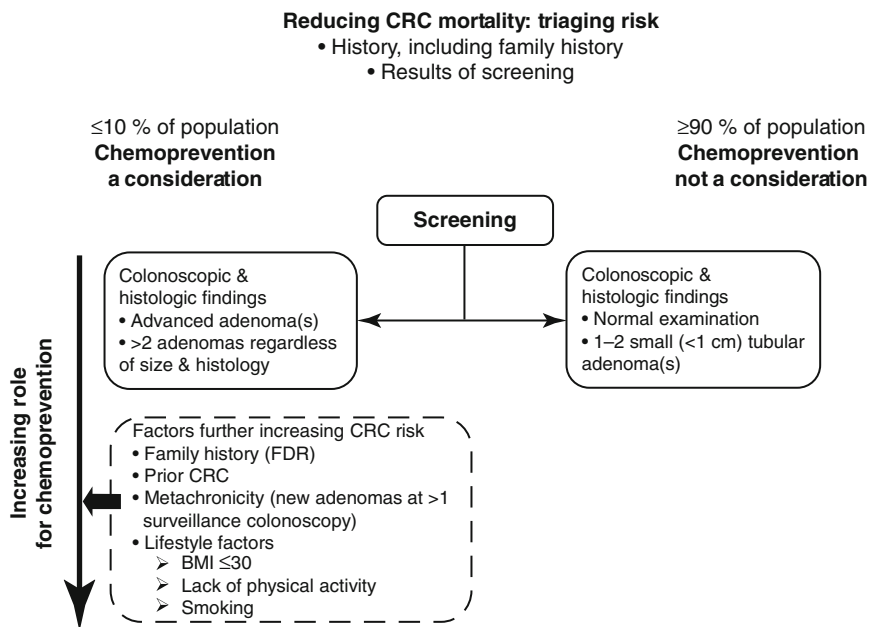 Reducing CRC mortality: triaging risk
• History, including family history
• Results of screening
≤10 % of population
Chemoprevention
a consideration
≥90 % of population
Chemoprevention
not a consideration
Screening
Colonoscopic &
histologic findings
• Advanced adenoma(s)
• >2 adenomas regardless
of size & histology
Colonoscopic &
histologic findings
• Normal examination
• 1–2 small (<1 cm) tubular
adenoma(s)
Increasing role
for chemoprevention
Factors further increasing CRC risk
• Family history (FDR)
• Prior CRC
• Metachronicity (new adenomas at >1
surveillance colonoscopy)
• Lifestyle factors
➢ BMI ≤30
➢ Lack of physical activity
➢ Smoking